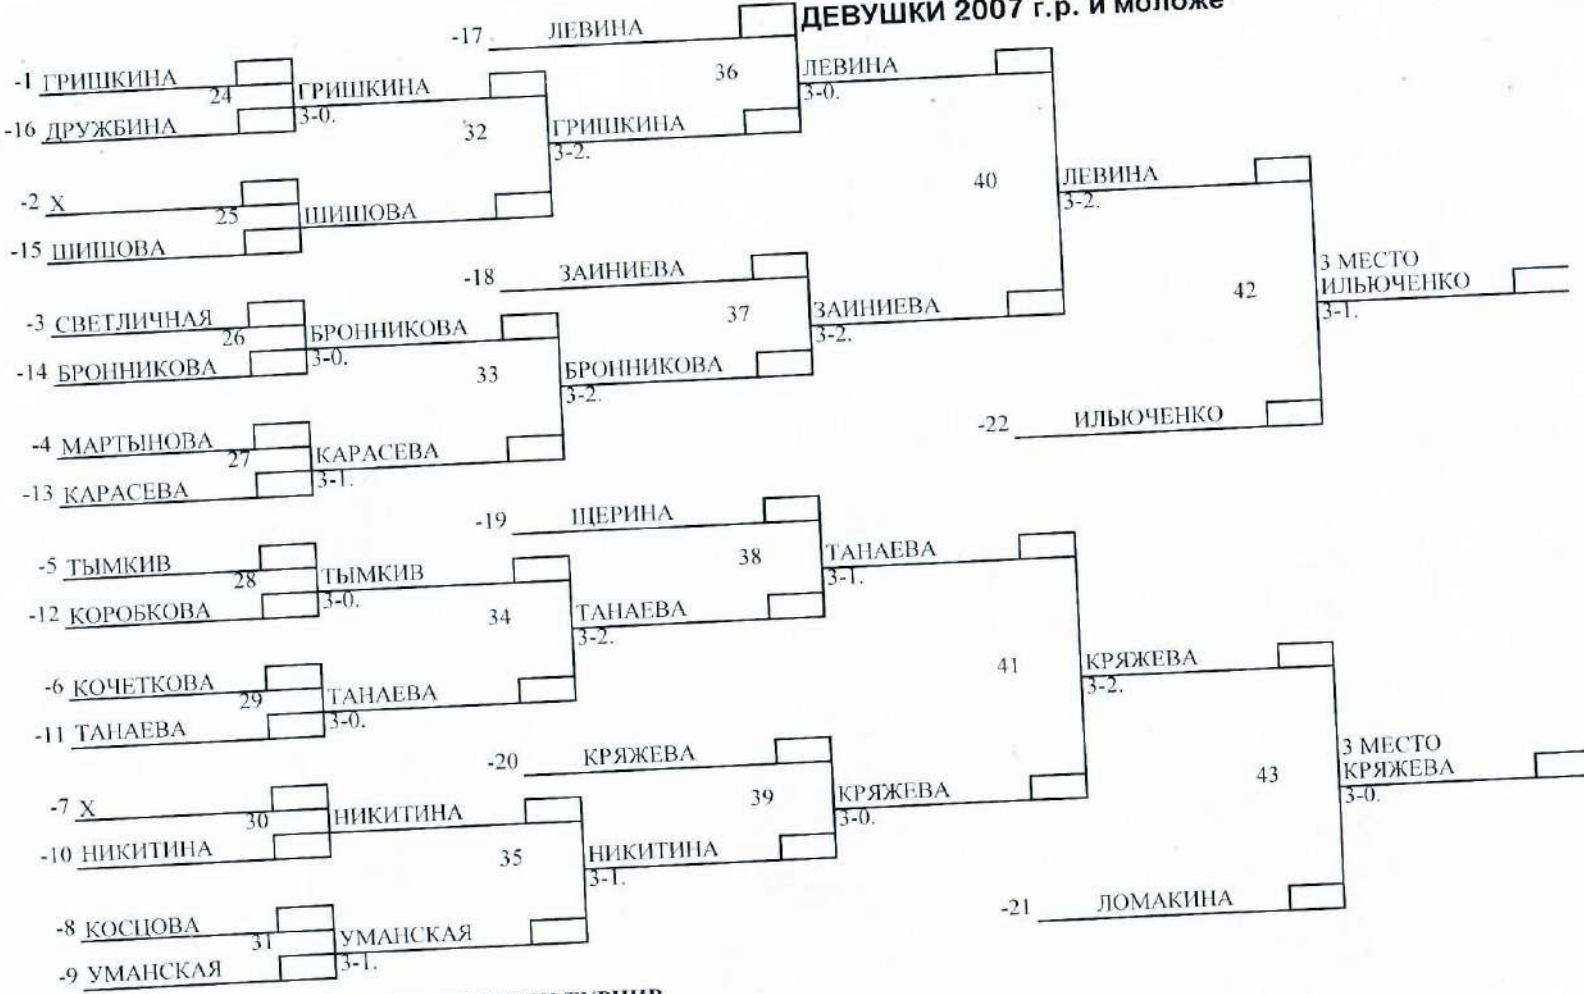 ДЕВУШКИ 2007 г.р. и моложе
-17 ЛЕВИНА
-1 ГРИШКИНА
24
-16 ДРУЖБИНА
ГРИШКИНА
3-0.
32
36
ЛЕВИНА
3-0.
ГРИШКИНА
3-2.
-2 X
25
-15 ШИШОВА
ШИШОВА
40
ЛЕВИНА
3-2.
-18 ЗАИНИЕВА
-3 СВЕТЛИЧНАЯ
26
-14 БРОННИКОВА
БРОННИКОВА
3-0.
33
37
ЗАИНИЕВА
3-2.
БРОННИКОВА
3-2.
42
3 МЕСТО
ИЛЬЮЧЕНКО
3-1.
-4 МАРТЫНОВА
27
-13 КАРАСЕВА
КАРАСЕВА
3-1.
-22 ИЛЬЮЧЕНКО
-19 ЩЕРИНА
-5 ТЫМКИВ
28
-12 КОРОБКОВА
ТЫМКИВ
3-0.
34
38
ТАНАЕВА
3-1.
ТАНАЕВА
3-2.
-6 КОЧЕТКОВА
29
-11 ТАНАЕВА
ТАНАЕВА
3-0.
41
КРЯЖЕВА
3-2.
-20 КРЯЖЕВА
-7 X
30
-10 НИКИТИНА
НИКИТИНА
35
39
КРЯЖЕВА
3-0.
НИКИТИНА
3-1.
43
3 МЕСТО
КРЯЖЕВА
3-0.
-8 КОСЦОВА
31
-9 УМАНСКАЯ
УМАНСКАЯ
3-1.
-21 ЛОМАКИНА